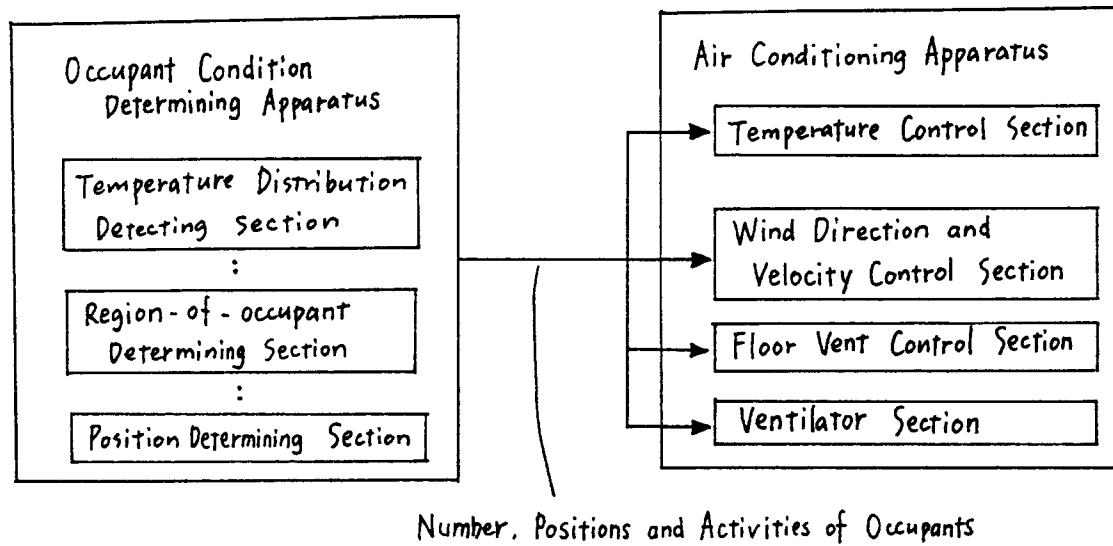 Occupant Condition
Determining Apparatus
Temperature Distribution
Detecting Section
:
Region-of-occupant
Determining Section
:
Position Determining Section
Air Conditioning Apparatus
Temperature Control Section
Wind Direction and
Velocity Control Section
Floor Vent Control Section
Ventilator Section
Number, Positions and Activities of Occupants